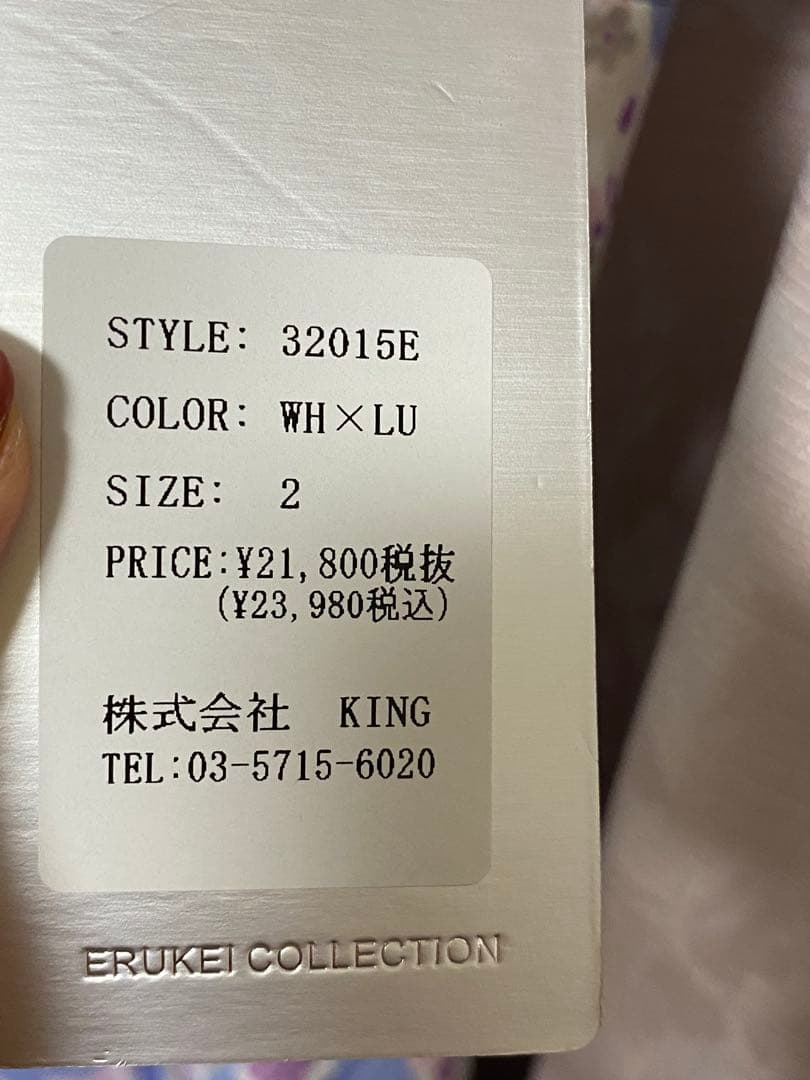 STYLE: 32015E
COLOR: WH×LU
SIZE: 2
PRICE:¥21,800税抜
(¥23,980税込)
株式会社 KING
TEL:03-5715-6020
ERUKEI COLLECTION